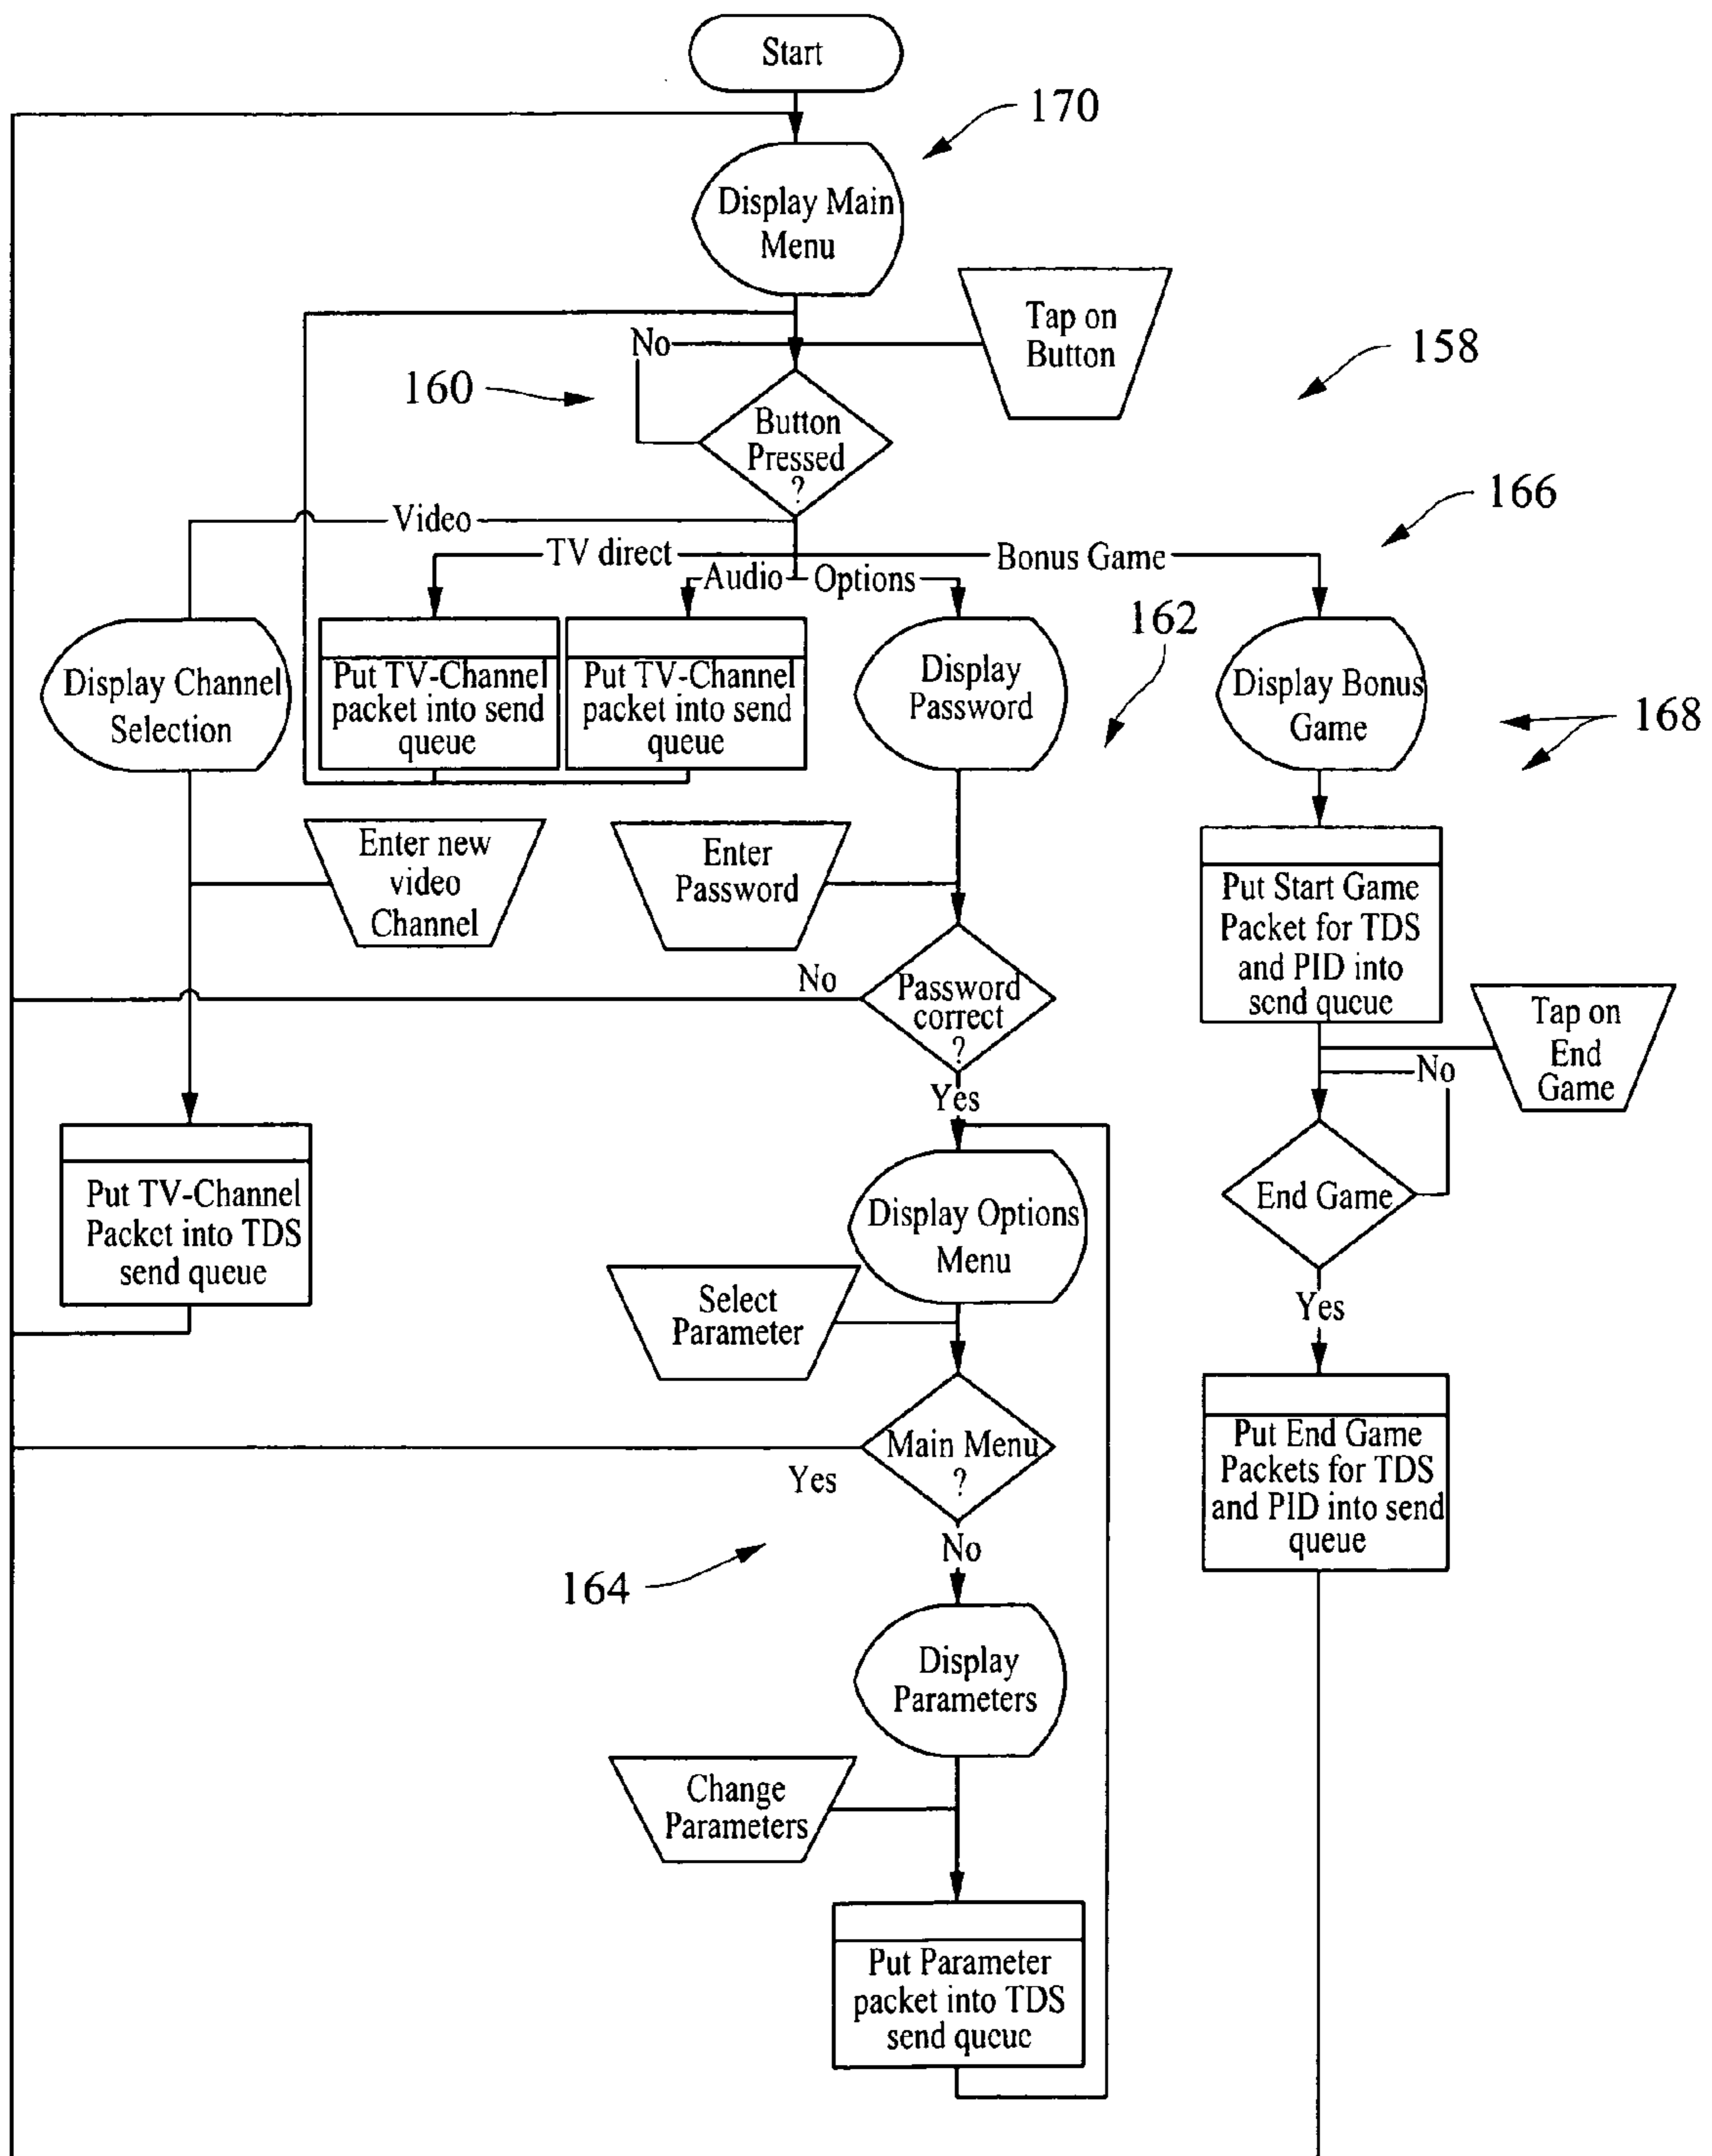 Start
170
Display Main
Menu
Tap on
Button
No
158
160
Button
Pressed
?
166
Video
TV direct
Bonus Game
Audio
Options
162
Display Channel
Selection
Put TV-Channel
packet into send
queue
Put TV-Channel
packet into send
queue
Display
Password
Display Bonus
Game
168
Enter new
video
Channel
Enter
Password
Put Start Game
Packet for TDS
and PID into
send queue
No
Password
correct
?
Tap on
End
Game
No
Yes
Put TV-Channel
Packet into TDS
send queue
Display Options
Menu
End Game
Select
Parameter
Yes
Main Menu
?
Yes
Put End Game
Packets for TDS
and PID into send
queue
No
164
Display
Parameters
Change
Parameters
Put Parameter
packet into TDS
send queue